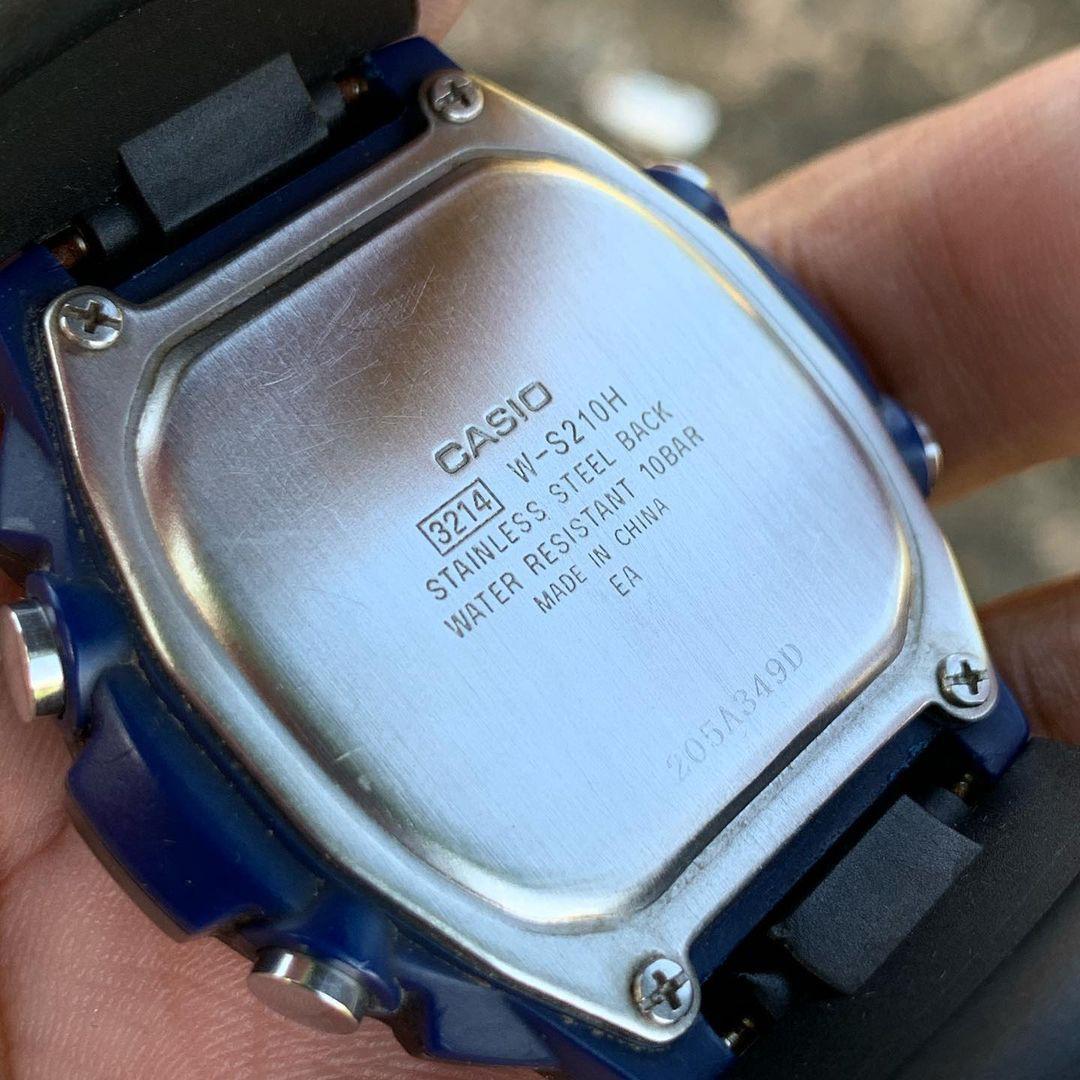 CASIO
3214 W-S210H
STAINLESS STEEL BACK
WATER RESISTANT 10BAR
MADE IN CHINA
EA
205A349D